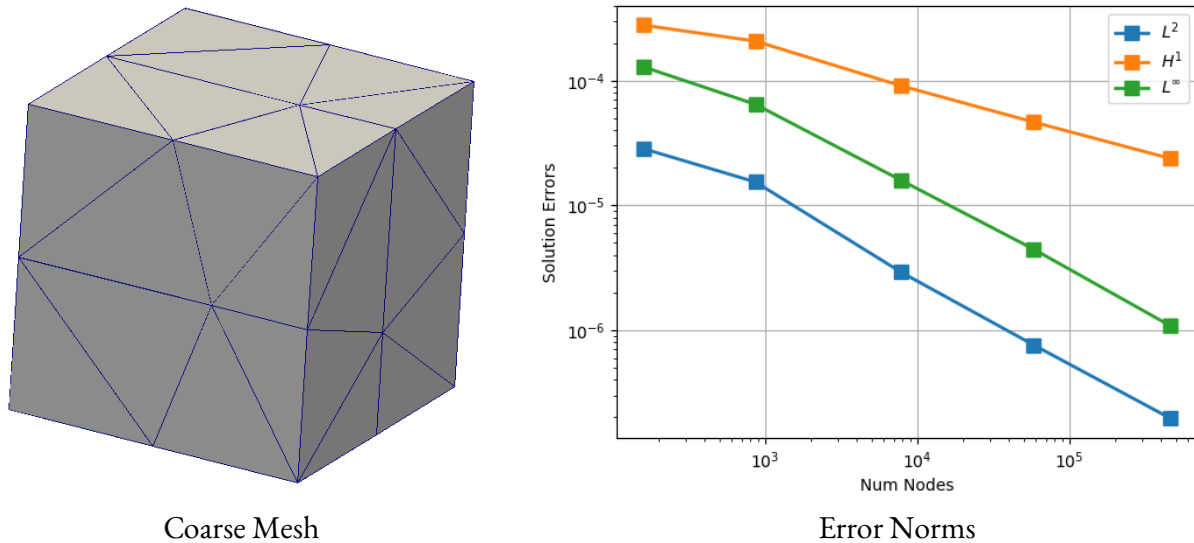 L²
H¹
L∞
10⁻⁴
10⁻⁵
10⁻⁶
Solution Errors
10³
10⁴
10⁵
Num Nodes
Coarse Mesh
Error Norms